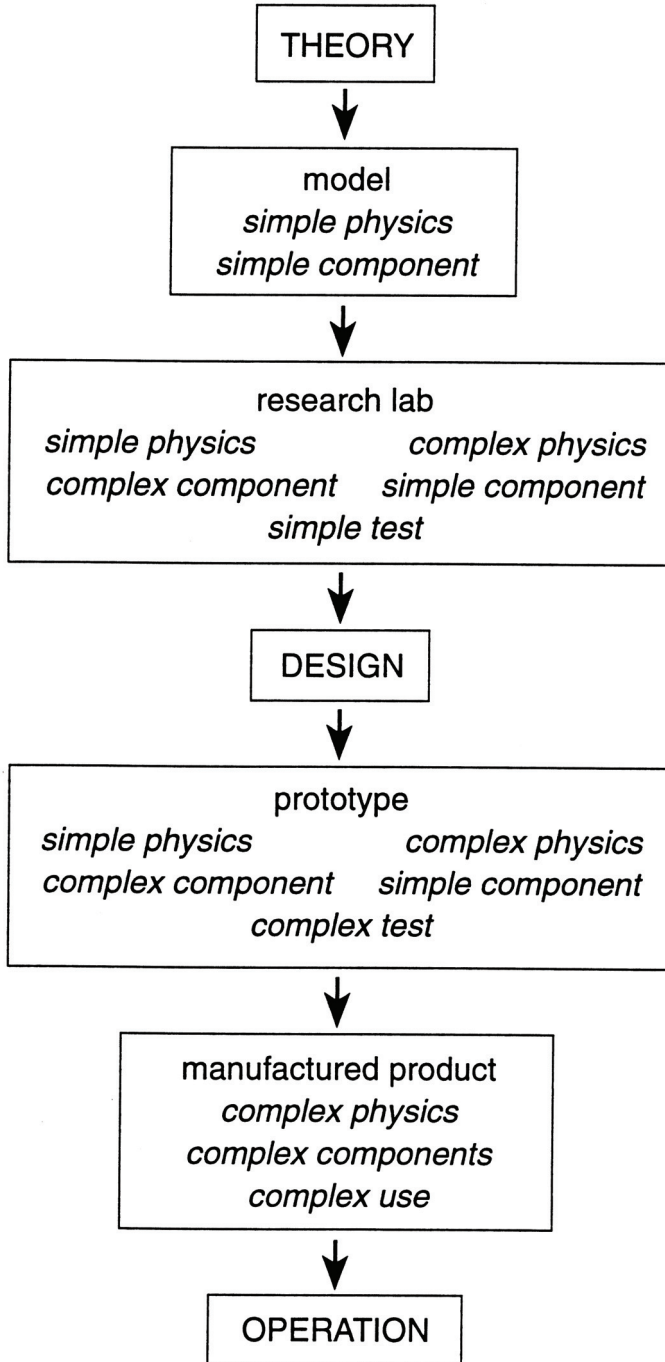 THEORY
model
simple physics
simple component
research lab
simple physics complex physics
complex component simple component
simple test
DESIGN
prototype
simple physics complex physics
complex component simple component
complex test
manufactured product
complex physics
complex components
complex use
OPERATION